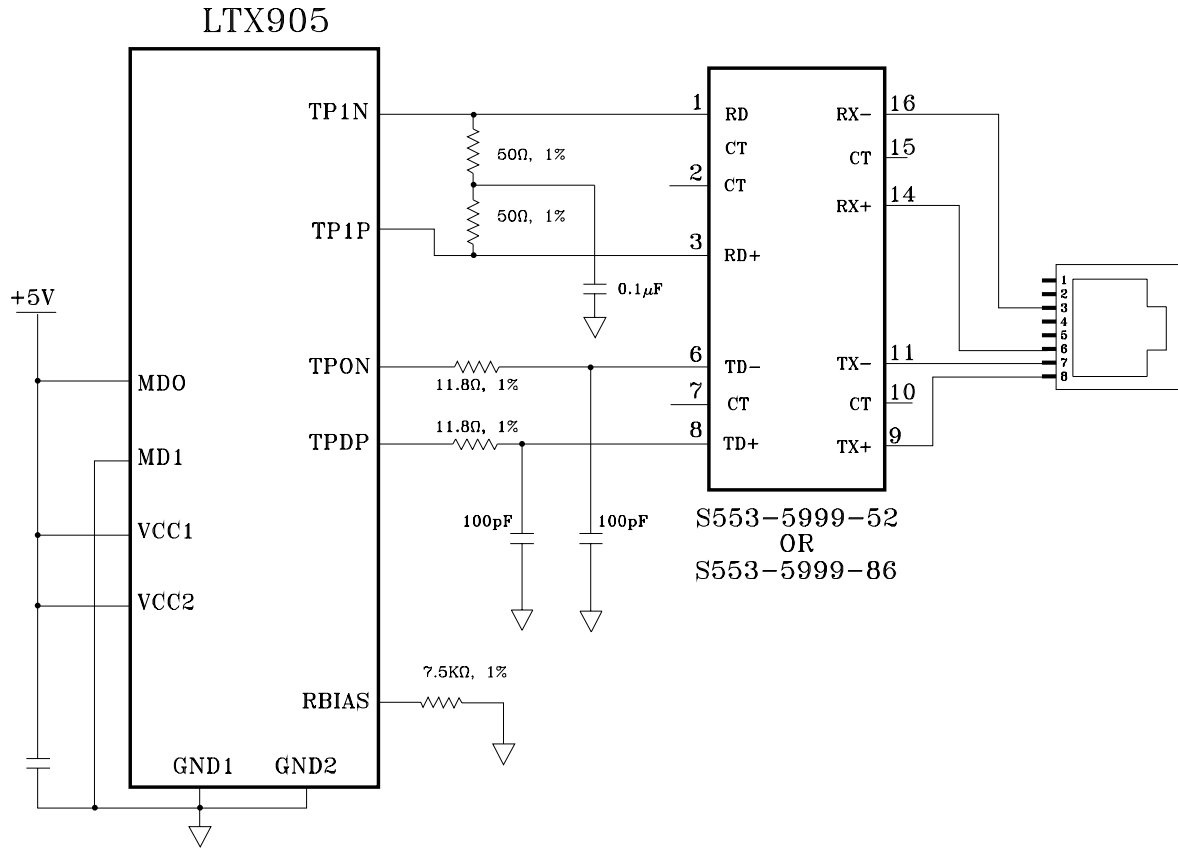 LTX905
TP1N
1
RD
RX-
16
50Ω, 1%
CT
CT
15
2
CT
RX+
14
50Ω, 1%
TP1P
3
RD+
0.1μF
1
2
3
4
5
6
7
8
+5V
TPON
6
TD-
TX-
11
11.8Ω, 1%
MDO
7
CT
CT
10
11.8Ω, 1%
TPDP
8
TD+
TX+
9
MD1
100pF
100pF
S553-5999-52
OR
S553-5999-86
VCC1
VCC2
7.5KΩ, 1%
RBIAS
GND1
GND2